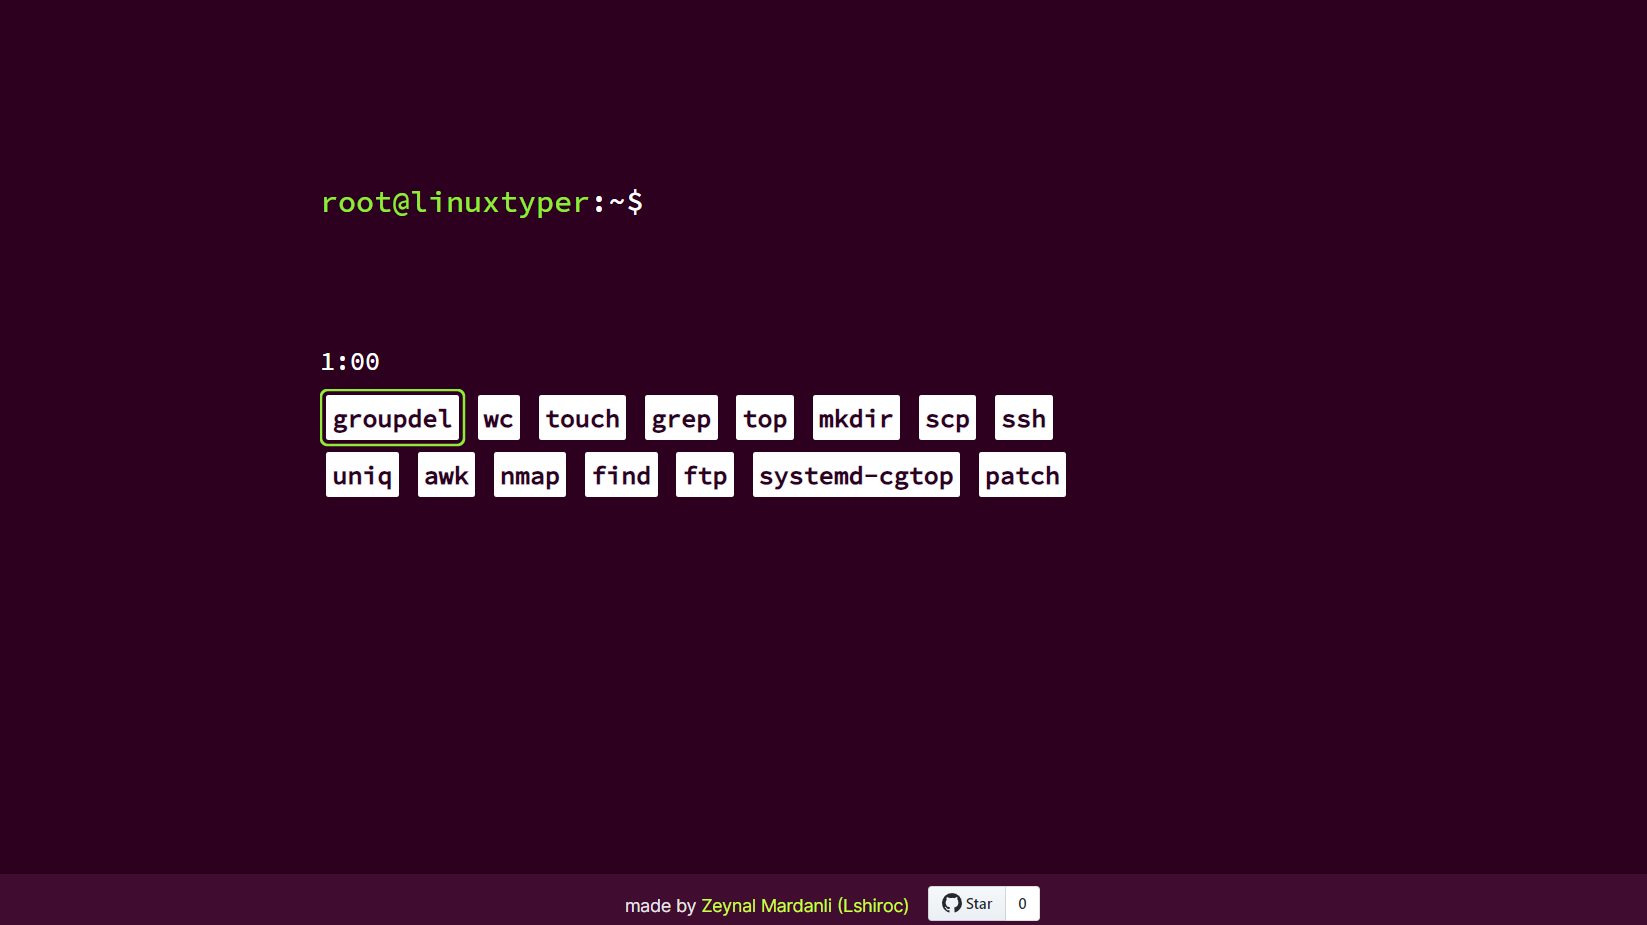 root@linuxtyper:~$
1:00
groupdel wc touch grep top mkdir scp ssh
uniq awk nmap find ftp systemd-cgtop patch
made by Zeynal Mardanli (Lshiroc) Star 0